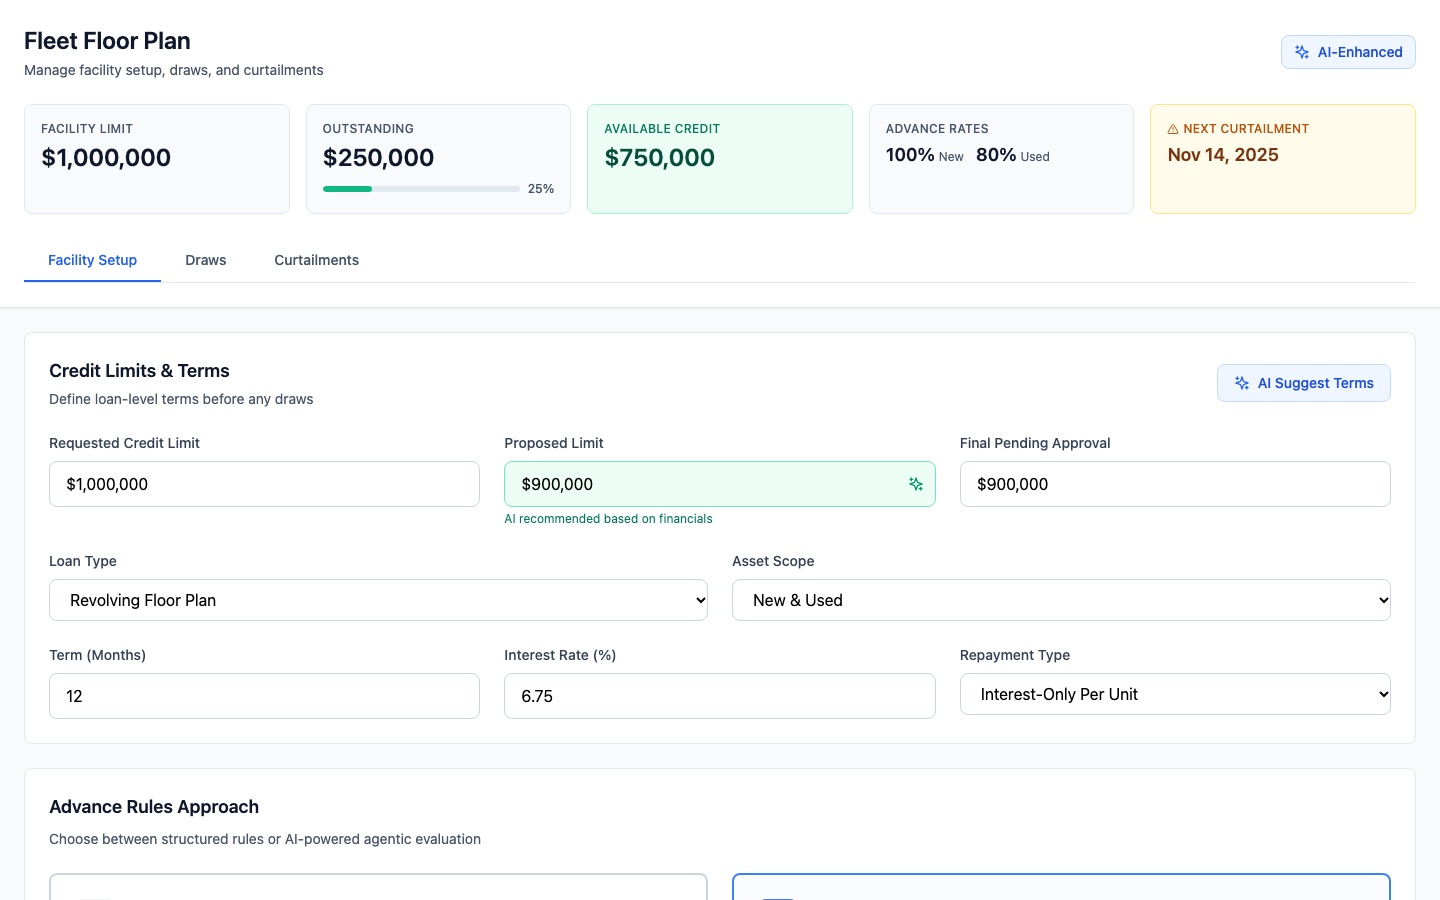 Fleet Floor Plan
Manage facility setup, draws, and curtailments
AI-Enhanced
FACILITY LIMIT
$1,000,000
OUTSTANDING
$250,000
25%
AVAILABLE CREDIT
$750,000
ADVANCE RATES
100% New 80% Used
NEXT CURTAILMENT
Nov 14, 2025
Facility Setup
Draws
Curtailments
Credit Limits & Terms
Define loan-level terms before any draws
AI Suggest Terms
Requested Credit Limit
$1,000,000
Proposed Limit
$900,000
AI recommended based on financials
Final Pending Approval
$900,000
Loan Type
Revolving Floor Plan
Asset Scope
New & Used
Term (Months)
12
Interest Rate (%)
6.75
Repayment Type
Interest-Only Per Unit
Advance Rules Approach
Choose between structured rules or AI-powered agentic evaluation